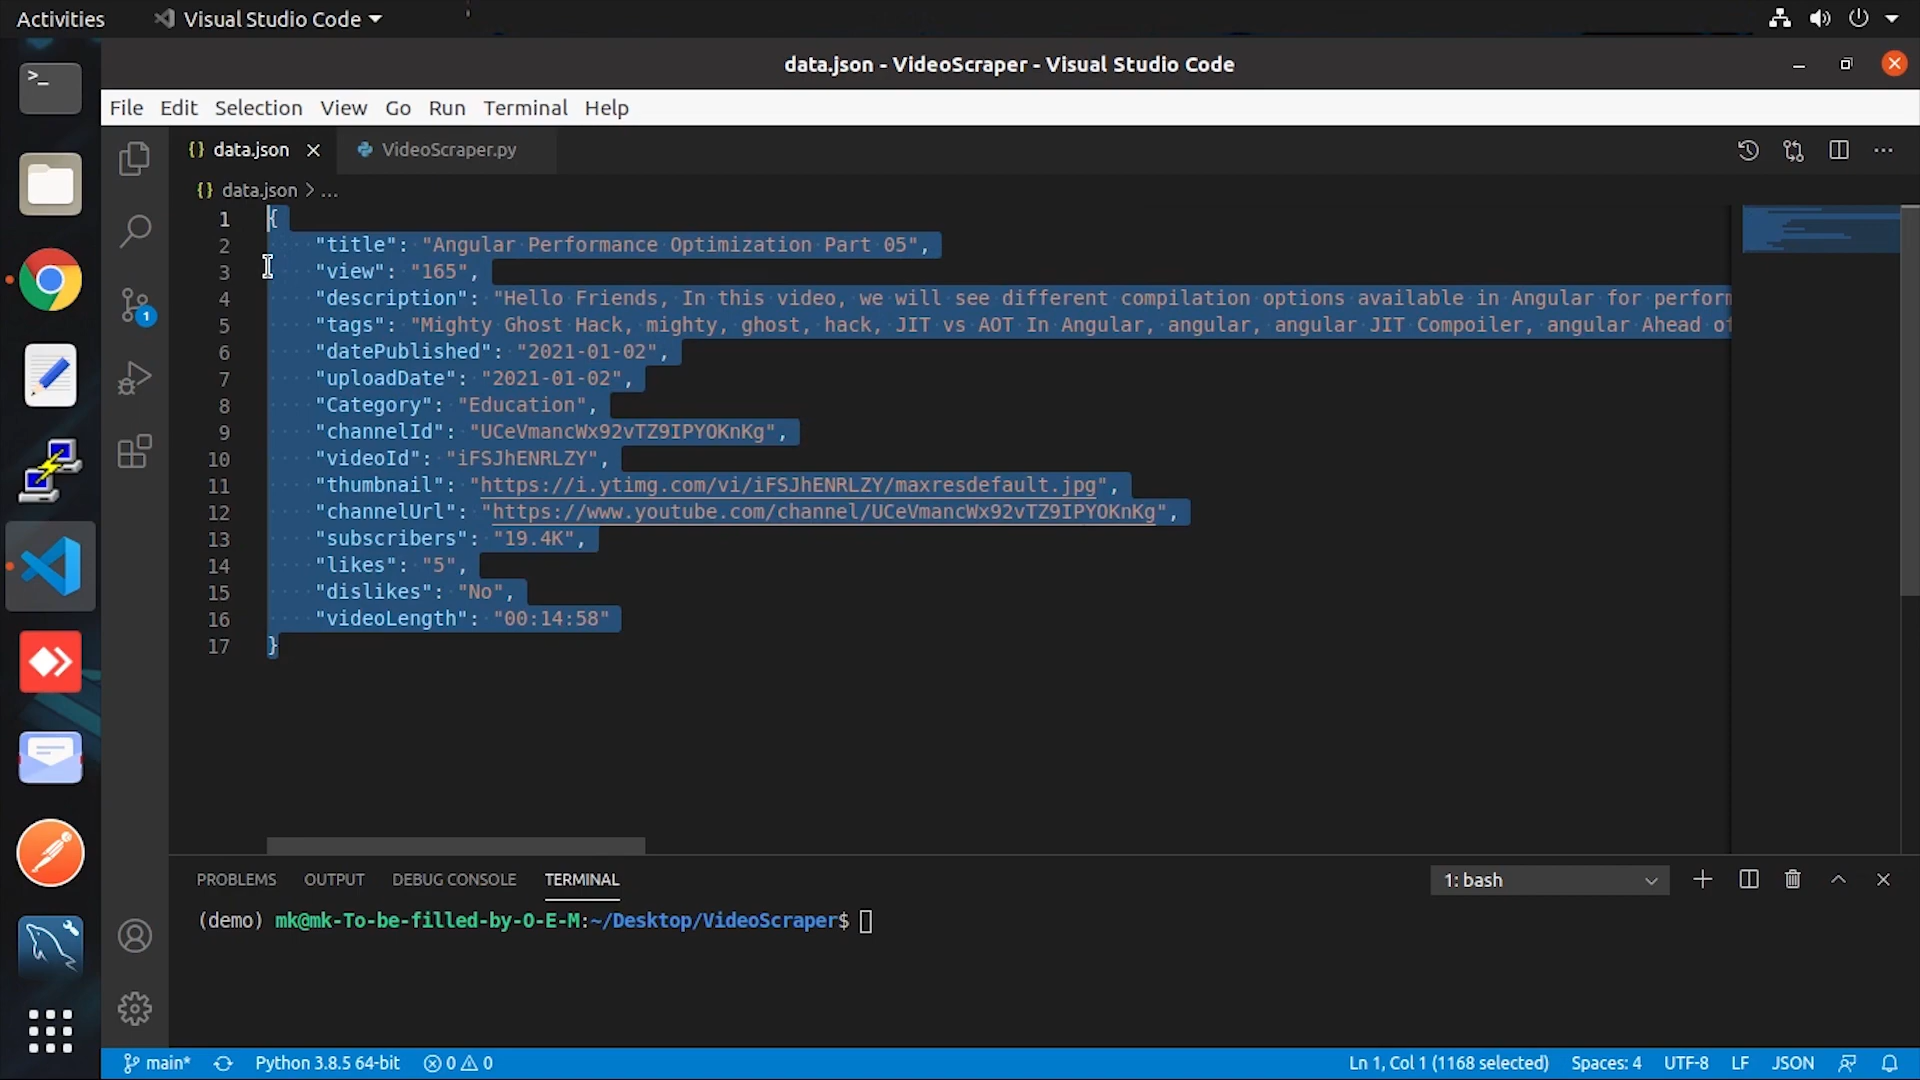 Activities Visual Studio Code
data.json - VideoScraper - Visual Studio Code
File Edit Selection View Go Run Terminal Help
{} data.json VideoScraper.py
{} data.json > ...
1 {
2 "title": "Angular Performance Optimization Part 05",
3 "view": "165",
4 "description": "Hello Friends, In this video, we will see different compilation options available in Angular for perform
5 "tags": "Mighty Ghost Hack, mighty, ghost, hack, JIT vs AOT In Angular, angular, angular JIT Compoiler, angular Ahead of
6 "datePublished": "2021-01-02",
7 "uploadDate": "2021-01-02",
8 "Category": "Education",
9 "channelId": "UCeVmancWx92vTZ9IPYOKnKg",
10 "videoId": "iFSJhENRLZY",
11 "thumbnail": "https://i.ytimg.com/vi/iFSJhENRLZY/maxresdefault.jpg",
12 "channelUrl": "https://www.youtube.com/channel/UCeVmancWx92vTZ9IPYOKnKg",
13 "subscribers": "19.4K",
14 "likes": "5",
15 "dislikes": "No",
16 "videoLength": "00:14:58"
17 }
1
PROBLEMS OUTPUT DEBUG CONSOLE TERMINAL 1: bash
(demo) mk@mk-To-be-filled-by-O-E-M:~/Desktop/VideoScraper$
main* Python 3.8.5 64-bit 0 0 Ln 1, Col 1 (1168 selected) Spaces: 4 UTF-8 LF JSON